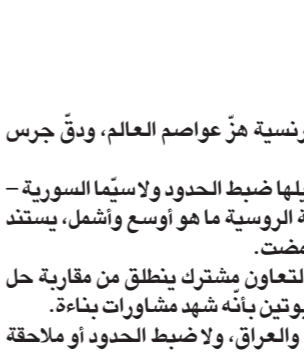 رنسية هزّ عواصم العالم، ودقّ جرس
يلها ضبط الحدود ولاسيّما السورية –
ة الروسية ما هو أوسع وأشمل، يستند
مضت.
لتعاون مشترك ينطلق من مقاربة حل
بوتين بأنّه شهد مشاورات بناءة.
والعراق، ولا ضبط الحدود أو ملاحقة